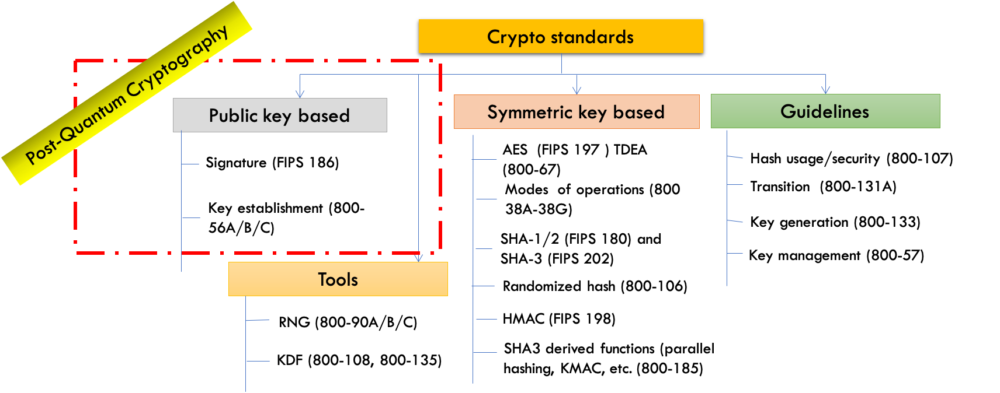 Post-Quantum Cryptography
Crypto standards
Public key based
Signature (FIPS 186)
Key establishment (800-
56A/B/C)
Tools
RNG (800-90A/B/C)
KDF (800-108, 800-135)
Symmetric key based
AES  (FIPS 197 ) TDEA
(800-67)
Modes  of operations (800
38A-38G)
SHA-1/2 (FIPS 180) and
SHA-3 (FIPS 202)
Randomized hash (800-106)
HMAC (FIPS 198)
SHA3 derived functions (parallel
hashing, KMAC, etc. (800-185)
Guidelines
Hash usage/security (800-107)
Transition  (800-131A)
Key generation (800-133)
Key management (800-57)